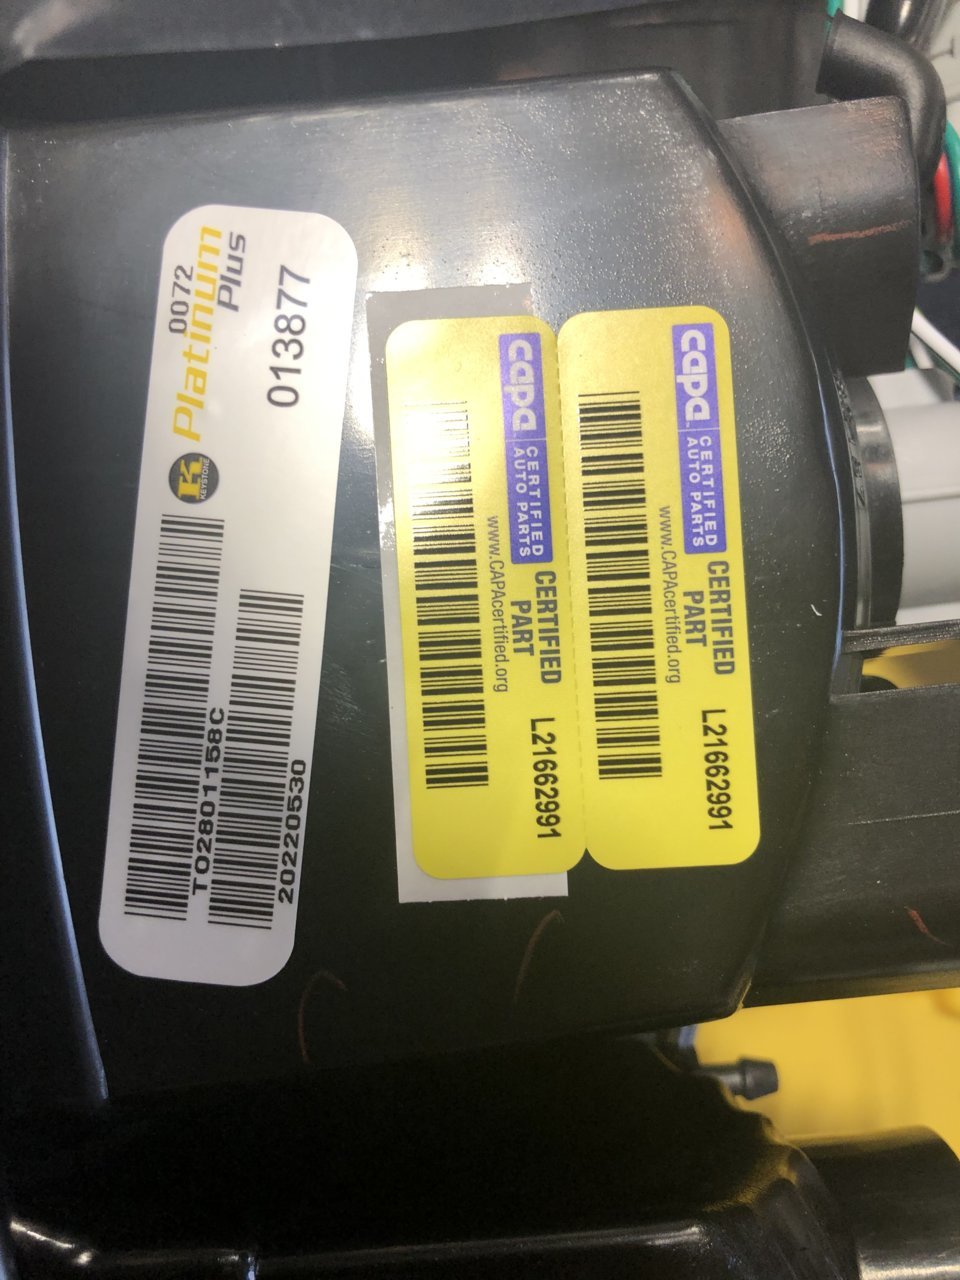 0072
Platinum
Plus
K
KEYSTONE
013877
TO2801158C
20220530
capa
CERTIFIED
AUTO PARTS
CERTIFIED
PART
www.CAPAcertified.org
L21662991
capa
CERTIFIED
AUTO PARTS
CERTIFIED
PART
www.CAPAcertified.org
L21662991